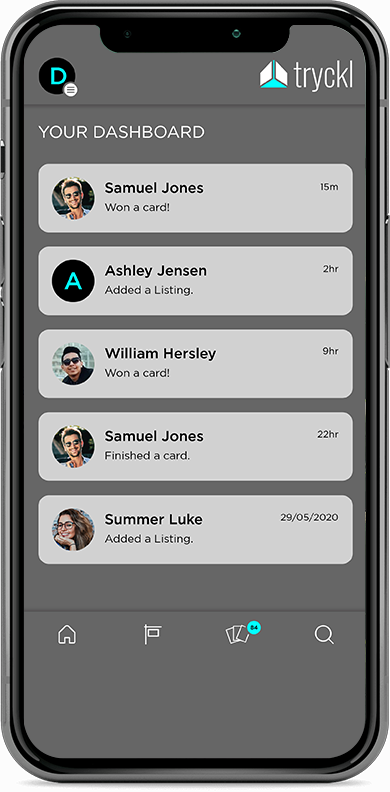 D
tryckl
YOUR DASHBOARD
Samuel Jones
15m
Won a card!
A
Ashley Jensen
2hr
Added a Listing.
William Hersley
9hr
Won a card!
Samuel Jones
22hr
Finished a card.
Summer Luke
29/05/2020
Added a Listing.
64